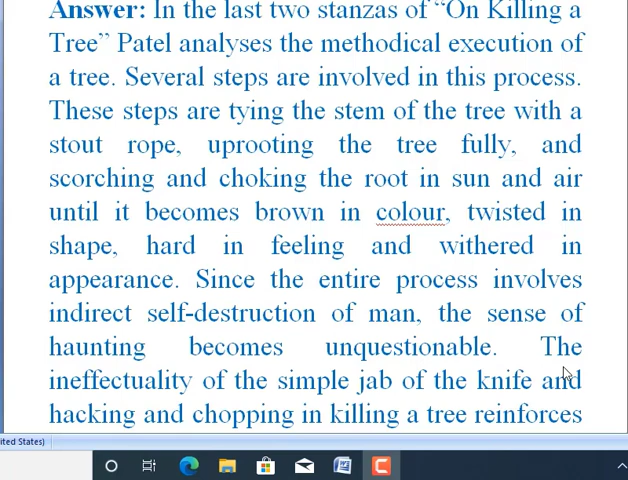 Answer: In the last two stanzas of “On Killing a
Tree” Patel analyses the methodical execution of
a tree. Several steps are involved in this process.
These steps are tying the stem of the tree with a
stout rope, uprooting the tree fully, and
scorching and choking the root in sun and air
until it becomes brown in colour, twisted in
shape, hard in feeling and withered in
appearance. Since the entire process involves
indirect self-destruction of man, the sense of
haunting becomes unquestionable. The
ineffectuality of the simple jab of the knife and
hacking and chopping in killing a tree reinforces
ited States)